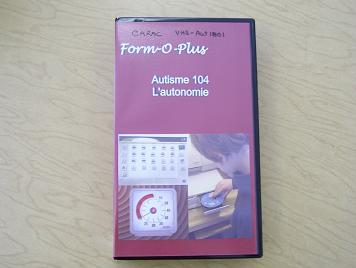 CARAC VHS-AUT 1801
Form-O-Plus
Autisme 104
L'autonomie